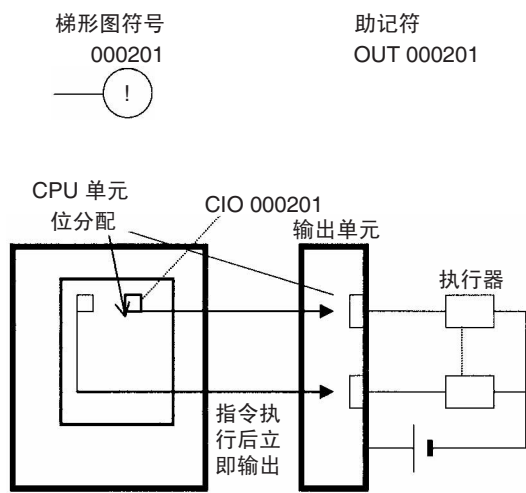 梯形图符号
000201
!
助记符
OUT 000201
CPU 单元
位分配
CIO 000201
输出单元
执行器
指令执
行后立
即输出